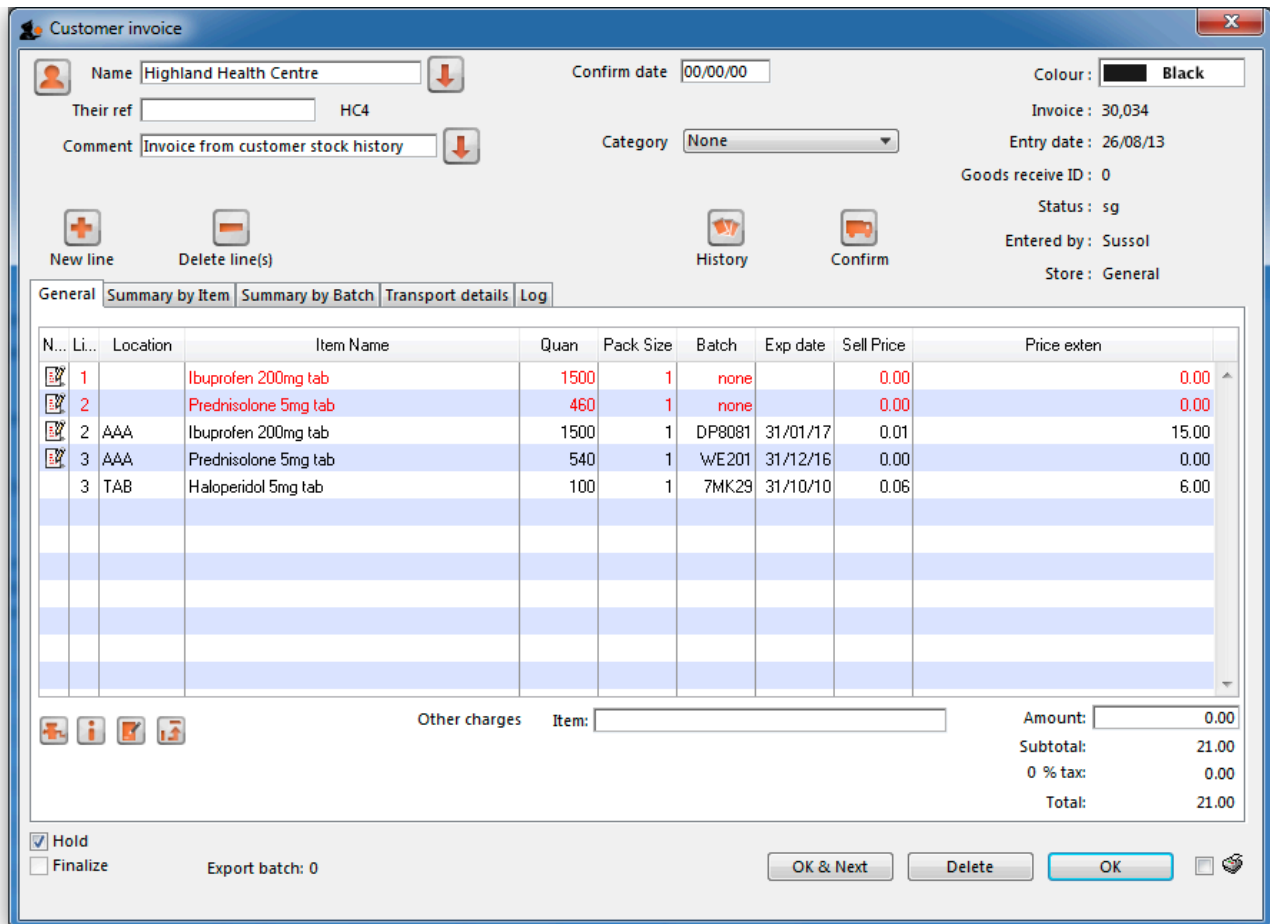 Customer invoice
Name Highland Health Centre Confirm date 00/00/00 Colour: Black
Their ref HC4 Invoice: 30,034
Comment Invoice from customer stock history Category None Entry date: 26/08/13
Goods receive ID: 0
Status: sg
New line Delete line(s) History Confirm Entered by: Sussol
Store: General
General Summary by Item Summary by Batch Transport details Log
N... Li... Location Item Name Quan Pack Size Batch Exp date Sell Price Price exten
1 Ibuprofen 200mg tab 1500 1 none 0.00 0.00
2 Prednisolone 5mg tab 460 1 none 0.00 0.00
2 AAA Ibuprofen 200mg tab 1500 1 DP8081 31/01/17 0.01 15.00
3 AAA Prednisolone 5mg tab 540 1 WE201 31/12/16 0.00 0.00
3 TAB Haloperidol 5mg tab 100 1 7MK29 31/10/10 0.06 6.00
Other charges Item: Amount: 0.00
Subtotal: 21.00
0 % tax: 0.00
Total: 21.00
Hold
Finalize Export batch: 0 OK & Next Delete OK